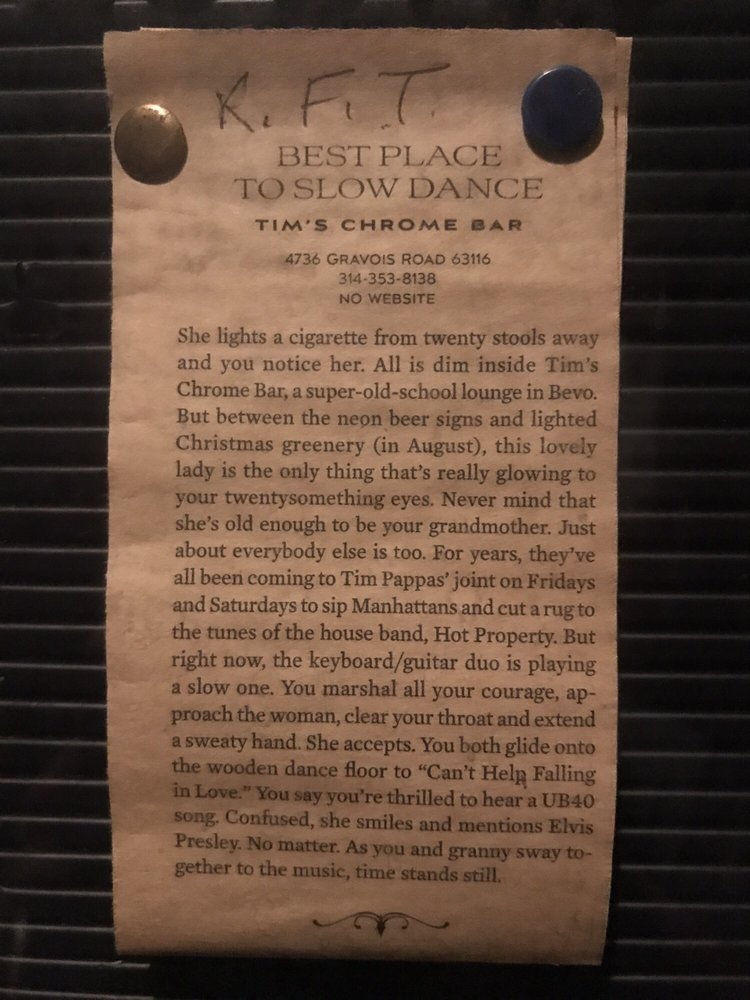 R. F. T.
BEST PLACE
TO SLOW DANCE
TIM'S CHROME BAR
4736 GRAVOIS ROAD 63116
314-353-8138
NO WEBSITE
She lights a cigarette from twenty stools away
and you notice her. All is dim inside Tim's
Chrome Bar, a super-old-school lounge in Bevo.
But between the neon beer signs and lighted
Christmas greenery (in August), this lovely
lady is the only thing that's really glowing to
your twentysomething eyes. Never mind that
she's old enough to be your grandmother. Just
about everybody else is too. For years, they've
all been coming to Tim Pappas' joint on Fridays
and Saturdays to sip Manhattans and cut a rug to
the tunes of the house band, Hot Property. But
right now, the keyboard/guitar duo is playing
a slow one. You marshal all your courage, ap-
proach the woman, clear your throat and extend
a sweaty hand. She accepts. You both glide onto
the wooden dance floor to “Can't Help Falling
in Love.” You say you're thrilled to hear a UB40
song. Confused, she smiles and mentions Elvis
Presley. No matter. As you and granny sway to-
gether to the music, time stands still.